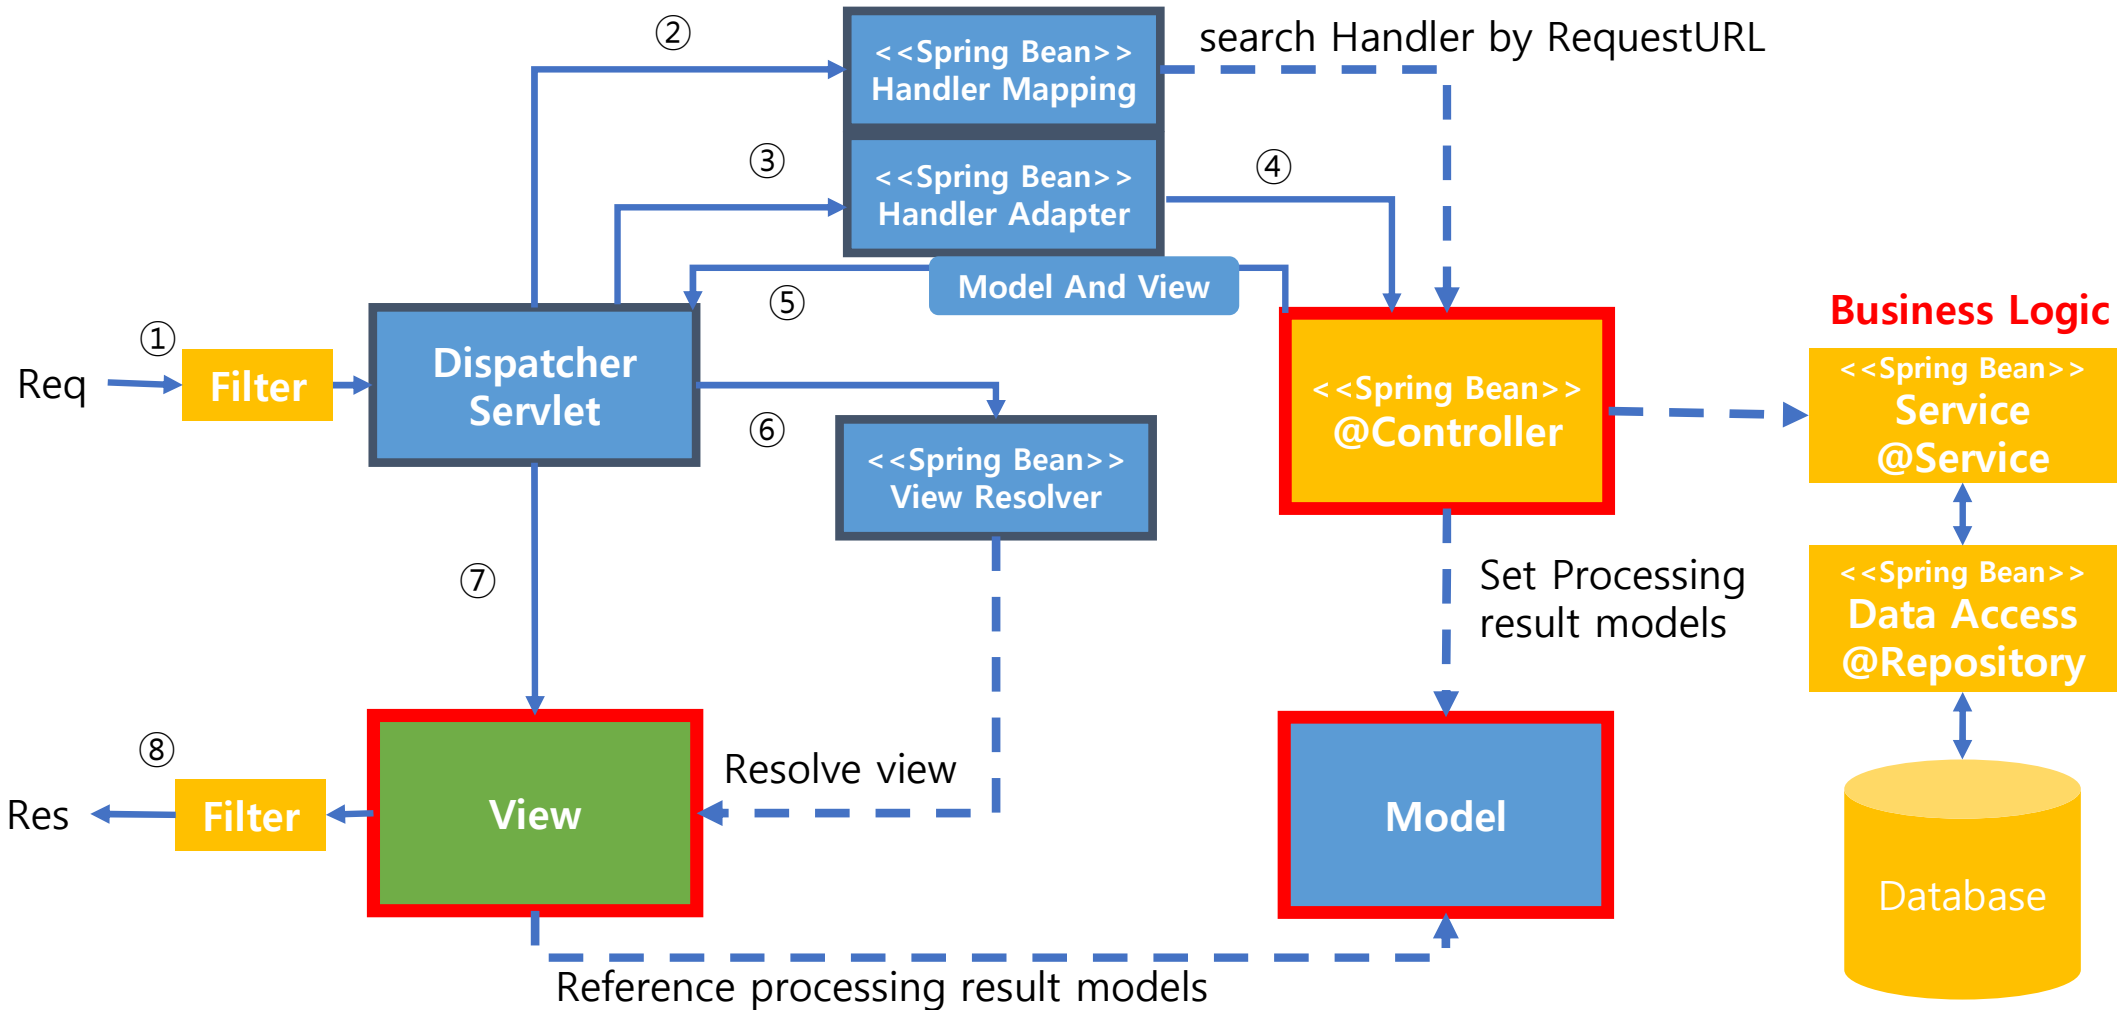 ②
<<Spring Bean>>
Handler Mapping
search Handler by RequestURL
③
<<Spring Bean>>
Handler Adapter
④
Model And View
⑤
①
Req
Filter
Dispatcher
Servlet
⑥
<<Spring Bean>>
View Resolver
<<Spring Bean>>
@Controller
Business Logic
<<Spring Bean>>
Service
@Service
<<Spring Bean>>
Data Access
@Repository
Database
⑦
Set Processing
result models
⑧
Res
Filter
View
Resolve view
Model
Reference processing result models